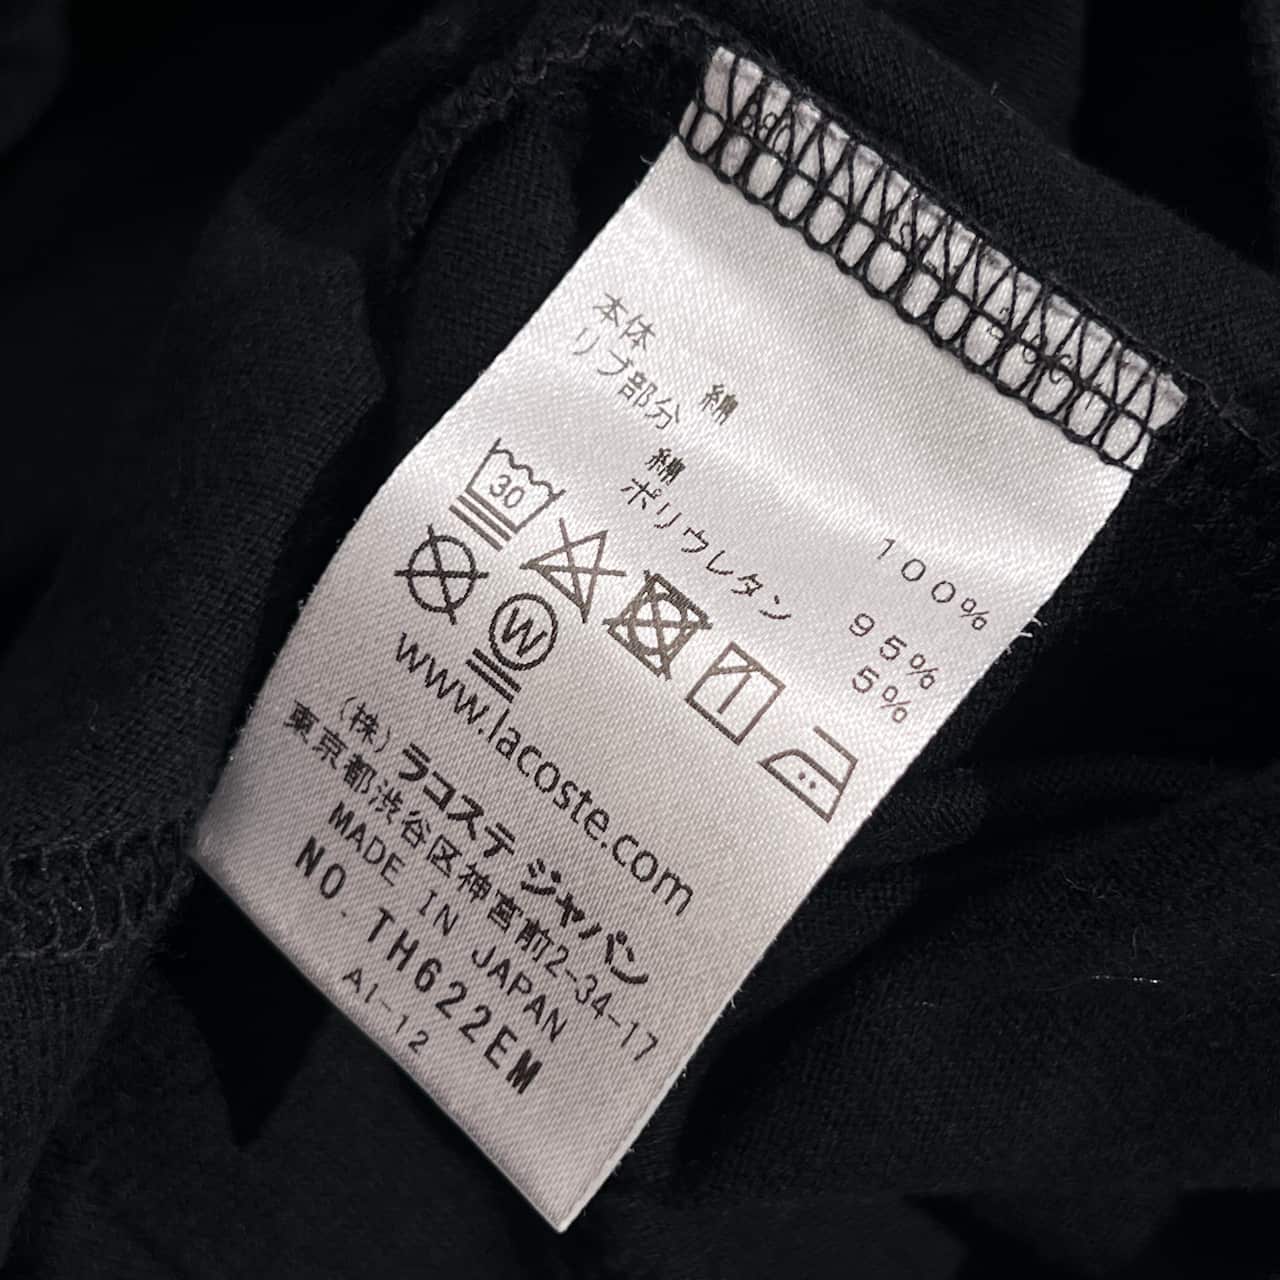 本体 綿 100%
リブ部分 綿 95%
ポリウレタン 5%
30
W
www.lacoste.com
(株)ラコステ ジャパン
東京都渋谷区神宮前2-34-17
MADE IN JAPAN
NO. TH622EM
AI-12